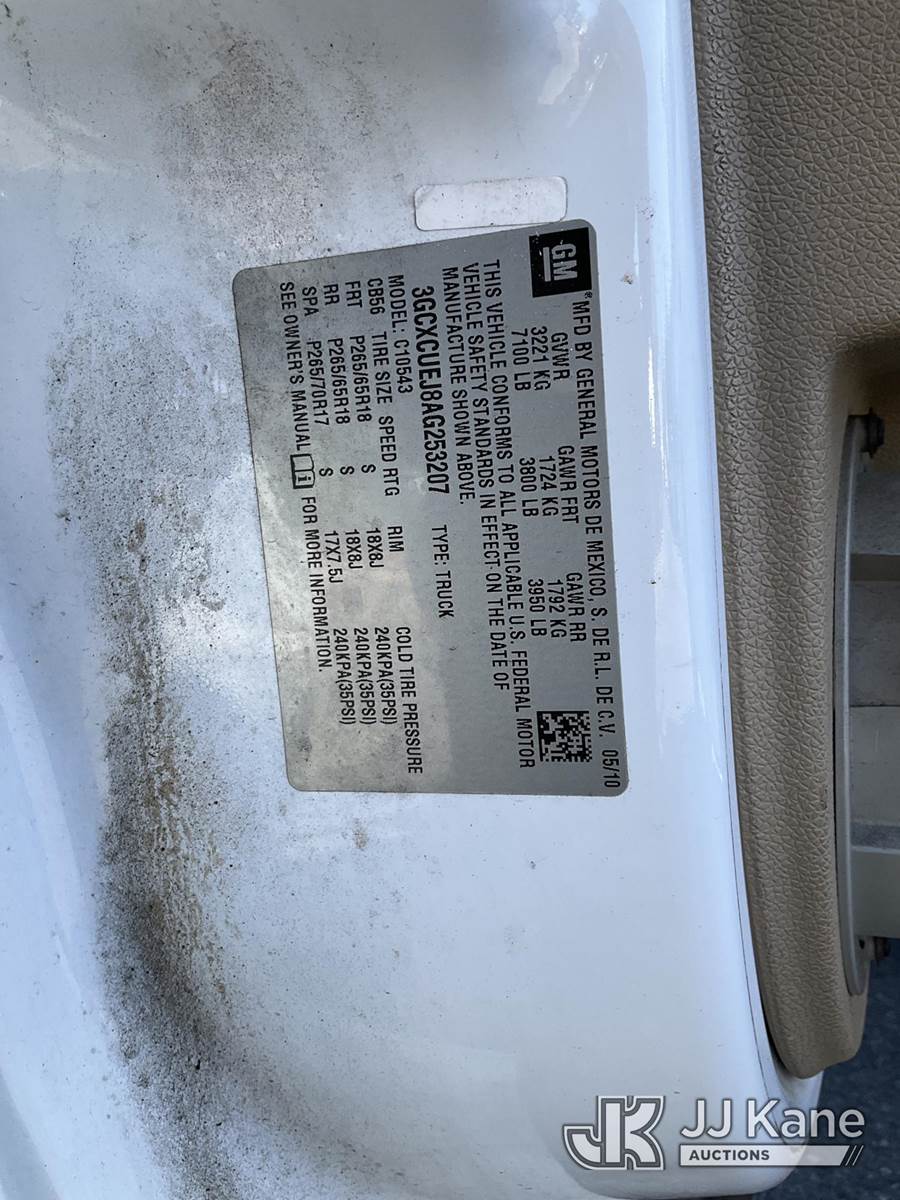 GM
® MFD BY GENERAL MOTORS DE MEXICO, S. DE R.L. DE C.V. 05/10
GVWR GAWR FRT GAWR RR
3221 KG 1724 KG 1792 KG
7100 LB 3800 LB 3950 LB
THIS VEHICLE CONFORMS TO ALL APPLICABLE U.S. FEDERAL MOTOR
VEHICLE SAFETY STANDARDS IN EFFECT ON THE DATE OF
MANUFACTURE SHOWN ABOVE.
3GCXCUEJ8AG253207 TYPE: TRUCK
MODEL: C10543
CB56 TIRE SIZE SPEED RTG RIM COLD TIRE PRESSURE
FRT P265/65R18 S 18X8J 240KPA(35PSI)
RR P265/65R18 S 18X8J 240KPA(35PSI)
SPA P265/70R17 S 17X7.5J 240KPA(35PSI)
SEE OWNER'S MANUAL i FOR MORE INFORMATION.
JK JJ Kane
AUCTIONS